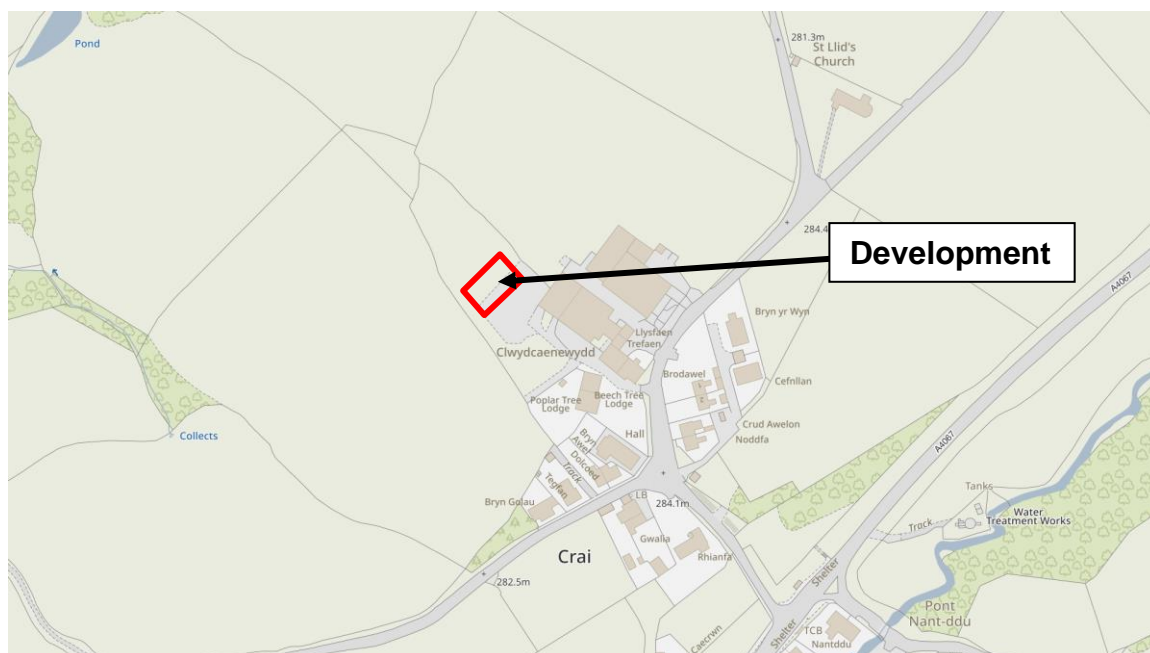 Pond
281.3m
St Llid's
Church
284.4
Development
A4067
Bryn yr Wyn
Llysfaen
Trefaen
Clwydcaenewydd
Brodawel
Cefnllan
Poplar Tree
Lodge
Beech Tree
Lodge
Crud Awelon
Noddfa
Hall
Bryn
Awel
Dolcoed
Track
Tegfan
Collects
A4067
Bryn Golau
LB
284.1m
Tanks
Water
Treatment Works
Track
Gwalia
Rhianfa
Crai
282.5m
Shelter
Pont
Nant-ddu
Shelter
TCB
Nantddu
Caecrwn